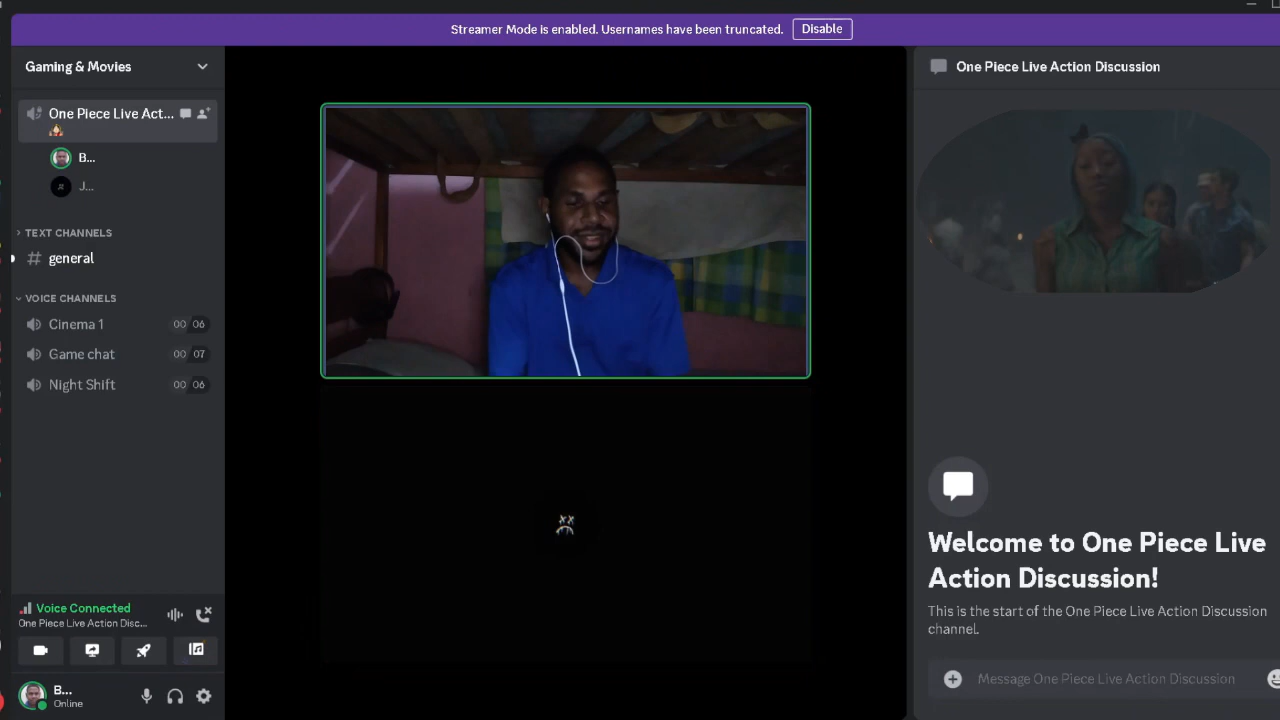 Streamer Mode is enabled. Usernames have been truncated.
Disable
Gaming & Movies
One Piece Live Act...
B...
J...
TEXT CHANNELS
general
VOICE CHANNELS
Cinema 1
00 06
Game chat
00 07
Night Shift
00 06
Voice Connected
One Piece Live Action Disc...
B...
Online
One Piece Live Action Discussion
Welcome to One Piece Live
Action Discussion!
This is the start of the One Piece Live Action Discussion
channel.
Message One Piece Live Action Discussion